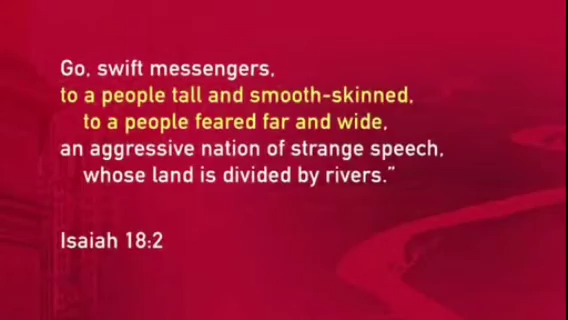 Go, swift messengers,
to a people tall and smooth-skinned,
to a people feared far and wide,
an aggressive nation of strange speech,
whose land is divided by rivers.”
Isaiah 18:2